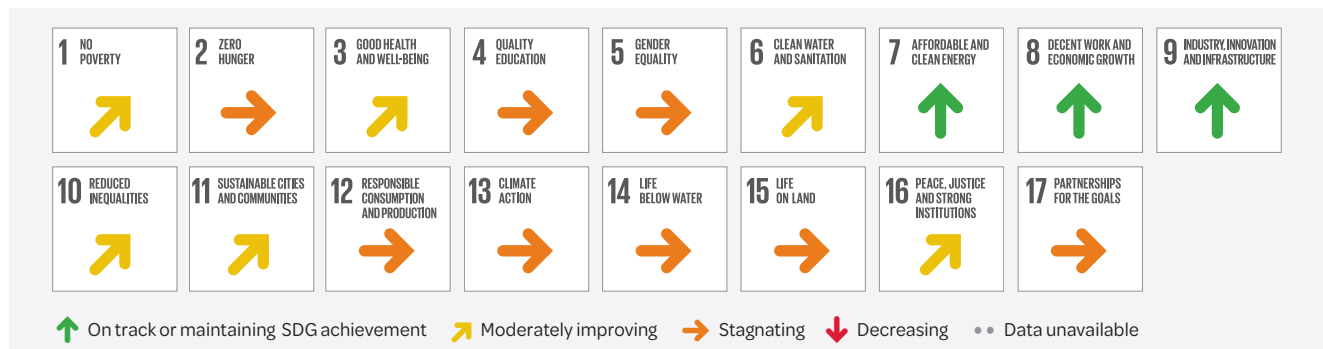 1 NO
POVERTY
2 ZERO
HUNGER
3 GOOD HEALTH
AND WELL-BEING
4 QUALITY
EDUCATION
5 GENDER
EQUALITY
6 CLEAN WATER
AND SANITATION
7 AFFORDABLE AND
CLEAN ENERGY
8 DECENT WORK AND
ECONOMIC GROWTH
9 INDUSTRY, INNOVATION
AND INFRASTRUCTURE
10 REDUCED
INEQUALITIES
11 SUSTAINABLE CITIES
AND COMMUNITIES
12 RESPONSIBLE
CONSUMPTION
AND PRODUCTION
13 CLIMATE
ACTION
14 LIFE
BELOW WATER
15 LIFE
ON LAND
16 PEACE, JUSTICE
AND STRONG
INSTITUTIONS
17 PARTNERSHIPS
FOR THE GOALS
On track or maintaining SDG achievement
Moderately improving
Stagnating
Decreasing
Data unavailable